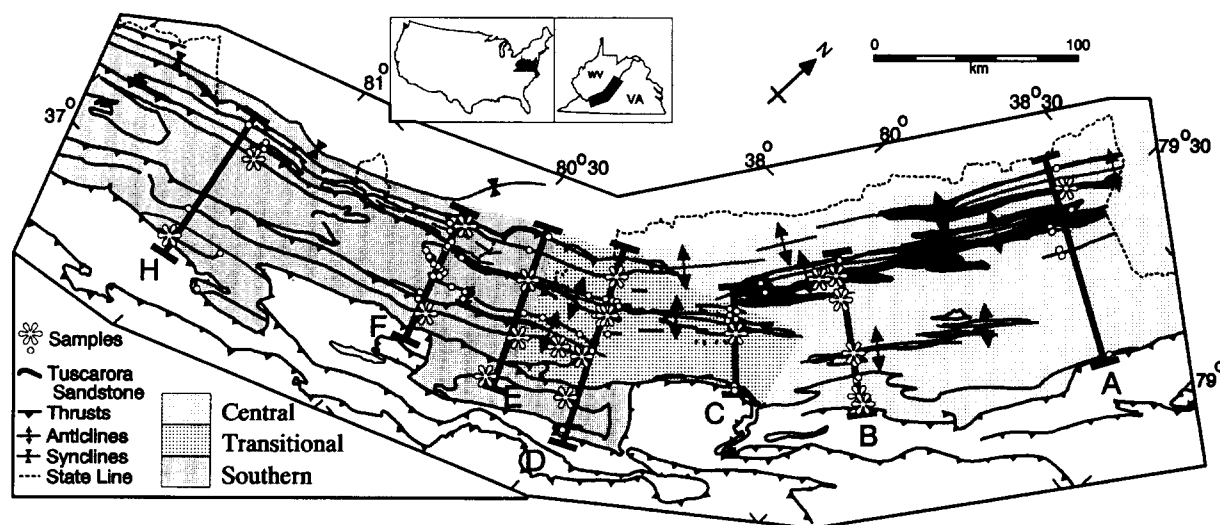 WV
VA
N
0 100
km
37°
81°
80°30
38°
80°
38°30
79°30
79°
H
F
E
D
C
B
A
Samples
Tuscarora
Sandstone
Thrusts
Anticlines
Synclines
State Line
Central
Transitional
Southern